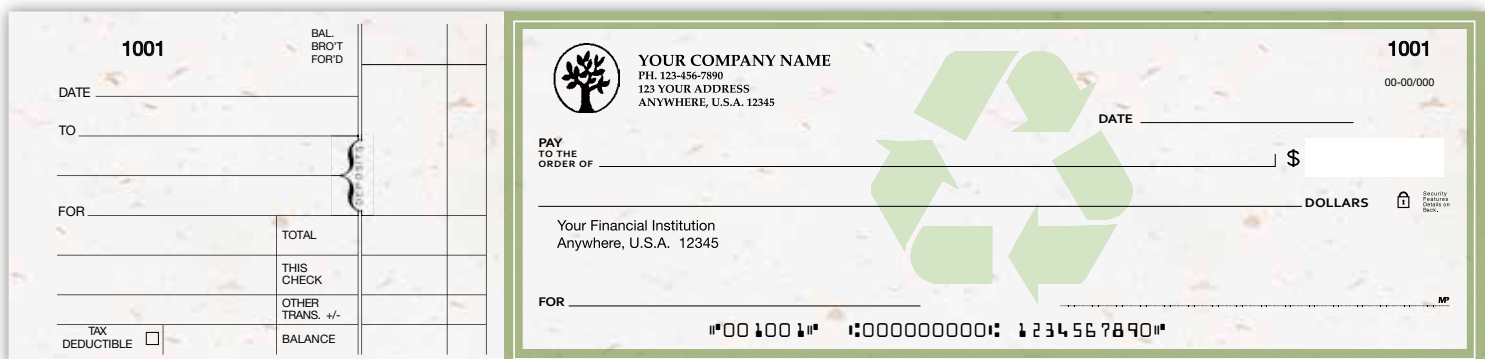 1001
BAL.
BRO'T
FOR'D
DATE
TO
DEPOSITS
FOR
TOTAL
THIS
CHECK
OTHER
TRANS. +/-
TAX
DEDUCTIBLE
BALANCE
YOUR COMPANY NAME
PH. 123-456-7890
123 YOUR ADDRESS
ANYWHERE, U.S.A. 12345
1001
00-00/000
DATE
PAY
TO THE
ORDER OF
$
DOLLARS
Security
Features
Details on
Back.
Your Financial Institution
Anywhere, U.S.A. 12345
FOR
MP
⑈001001⑈ ⑆000000000⑆ 1234567890⑈